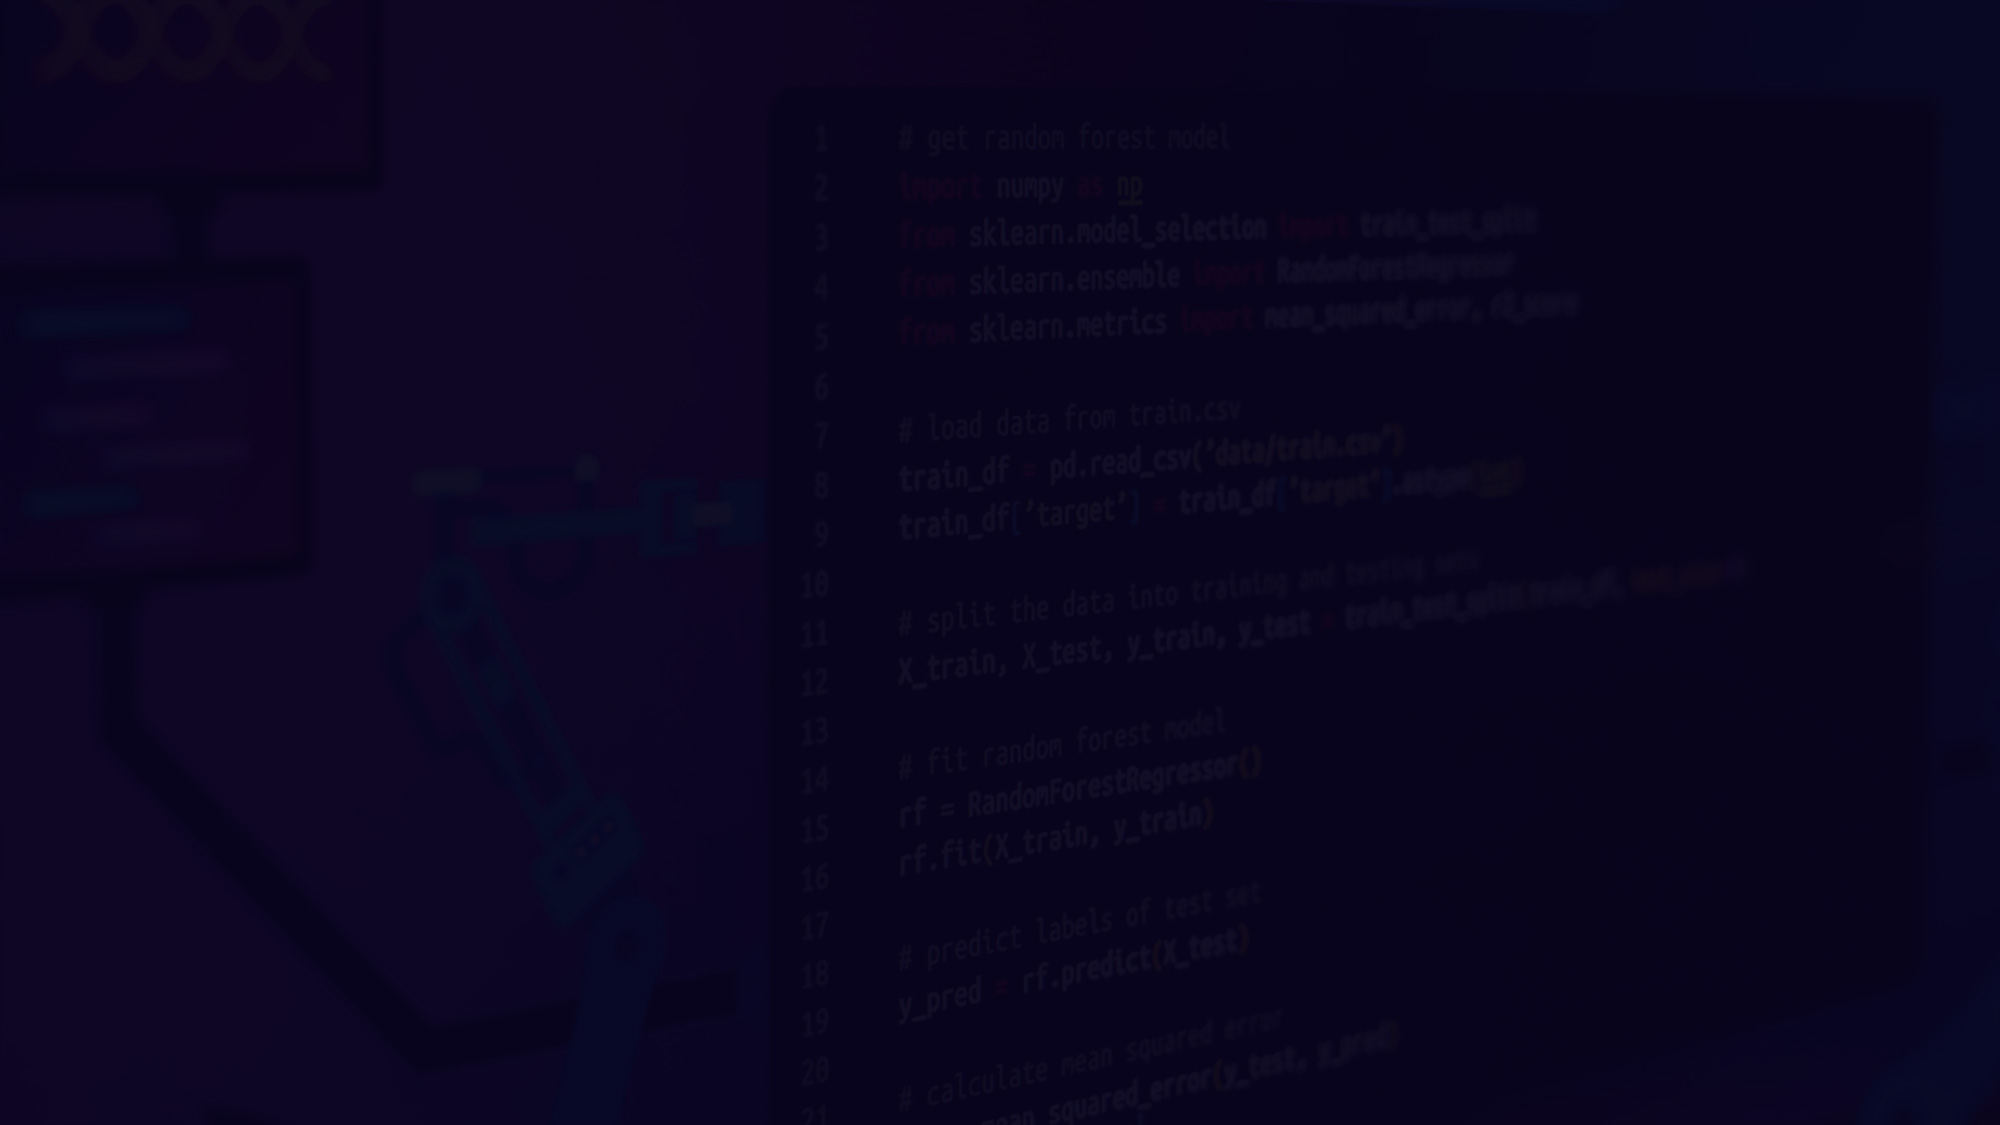 1 # get random forest model
2 import numpy as np
3 from sklearn.model_selection import train_test_split
4 from sklearn.ensemble import RandomForestRegressor
5 from sklearn.metrics import mean_squared_error, r2_score
6
7 # load data from train.csv
8 train_df = pd.read_csv('data/train.csv')
9 train_df['target'] = train_df['target'].astype(int)
10
11 # split the data into training and testing sets
12 X_train, X_test, y_train, y_test = train_test_split(train_df,
13
14 # fit random forest model
15 rf = RandomForestRegressor()
16 rf.fit(X_train, y_train)
17
18 # predict labels of test set
19 y_pred = rf.predict(X_test)
20
21 # calculate mean squared error
squared_error(y_test, y_pred)